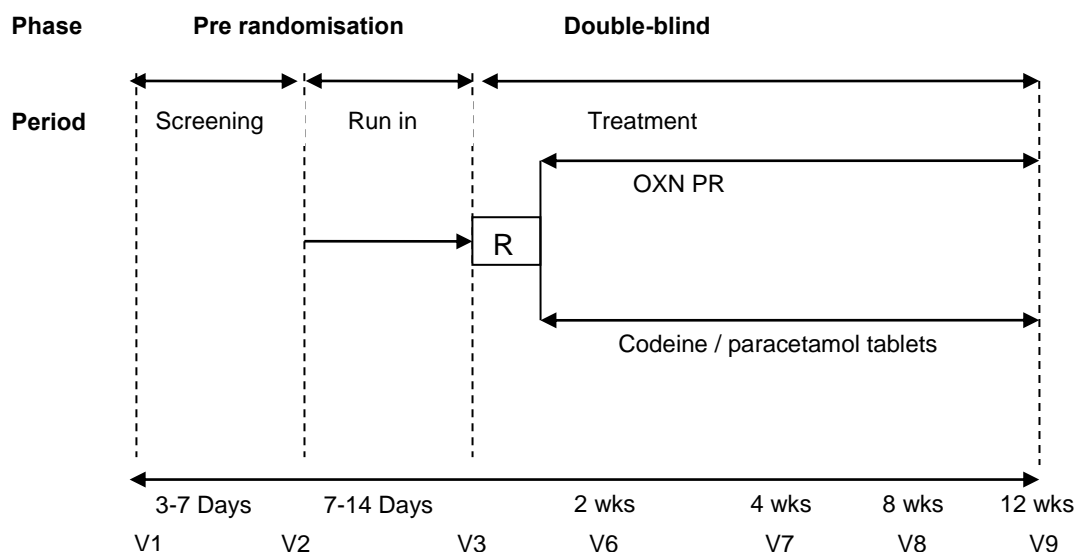 Phase Pre randomisation Double-blind
Period Screening Run in Treatment
OXN PR
R
Codeine / paracetamol tablets
3-7 Days 7-14 Days 2 wks 4 wks 8 wks 12 wks
V1 V2 V3 V6 V7 V8 V9